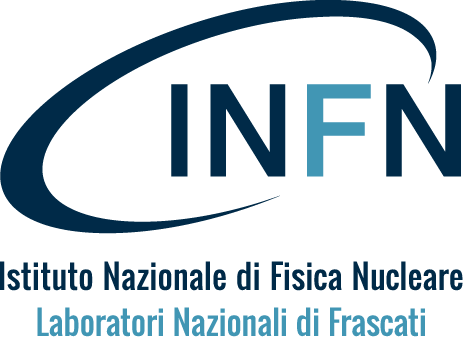 INFN
Istituto Nazionale di Fisica Nucleare
Laboratori Nazionali di Frascati